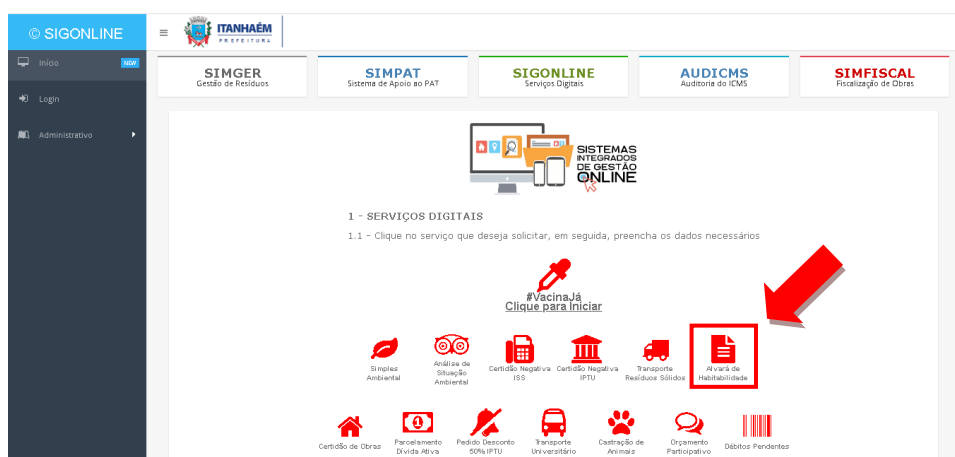 © SIGONLINE
ITANHAÉM
PREFEITURA
Início
NEW
Login
Administrativo
SIMGER
Gestão de Resíduos
SIMPAT
Sistema de Apoio ao PAT
SIGONLINE
Serviços Digitais
AUDICMS
Auditoria do ICMS
SIMFISCAL
Fiscalização de Obras
SISTEMAS
INTEGRADOS
DE GESTÃO
ONLINE
1 - SERVIÇOS DIGITAIS
1.1 - Clique no serviço que deseja solicitar, em seguida, preencha os dados necessários
#VacinaJá
Clique para Iniciar
Simples
Ambiental
Análise de
Situação
Ambiental
Certidão Negativa
ISS
Certidão Negativa
IPTU
Transporte
Resíduos Sólidos
Alvará de
Habitabilidade
Certidão de Obras
Parcelamento
Dívida Ativa
Pedido Desconto
50% IPTU
Transporte
Universitário
Castração de
Animais
Orçamento
Participativo
Débitos Pendentes